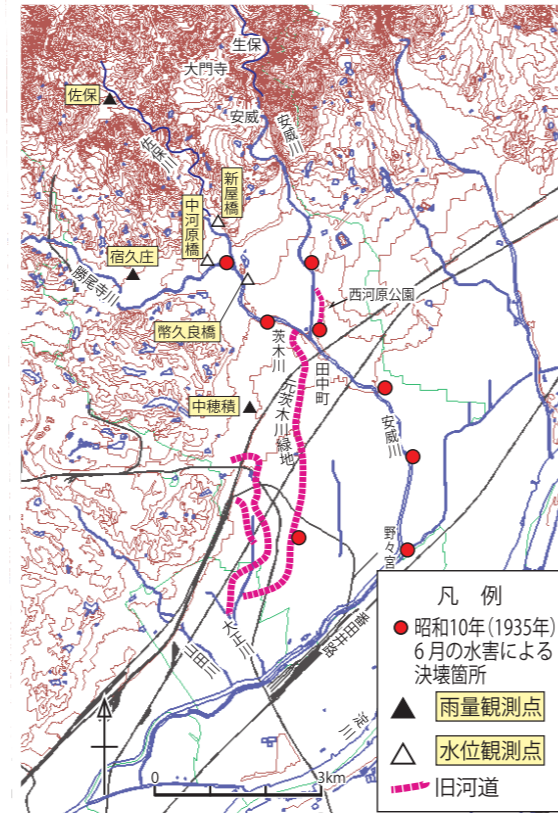 生保
大門寺
佐保
安威
安威川
佐保川
新屋橋
中河原橋
宿久庄
勝尾寺川
西河原公園
幣久良橋
茨木川
田中町
元茨木川緑地
中穂積
安威川
野々宮
大正川
山田川
番田井路
淀川
0
3km
凡 例
昭和10年(1935年)
6月の水害による
決壊箇所
雨量観測点
水位観測点
旧河道